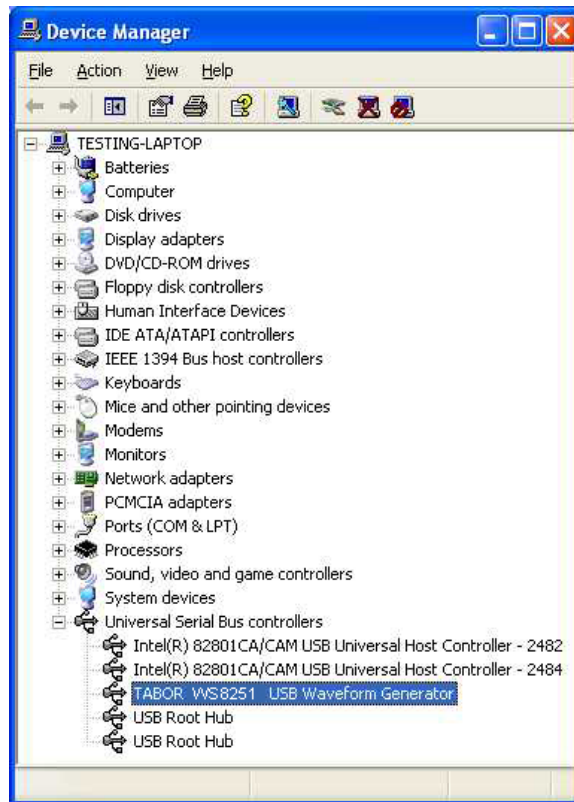 Device Manager
File Action View Help
TESTING-LAPTOP
Batteries
Computer
Disk drives
Display adapters
DVD/CD-ROM drives
Floppy disk controllers
Human Interface Devices
IDE ATA/ATAPI controllers
IEEE 1394 Bus host controllers
Keyboards
Mice and other pointing devices
Modems
Monitors
Network adapters
PCMCIA adapters
Ports (COM & LPT)
Processors
Sound, video and game controllers
System devices
Universal Serial Bus controllers
Intel(R) 82801CA/CAM USB Universal Host Controller - 2482
Intel(R) 82801CA/CAM USB Universal Host Controller - 2484
TABOR WS8251 USB Waveform Generator
USB Root Hub
USB Root Hub